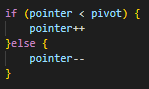 if (pointer < pivot) {
    pointer++
}else {
    pointer--
}